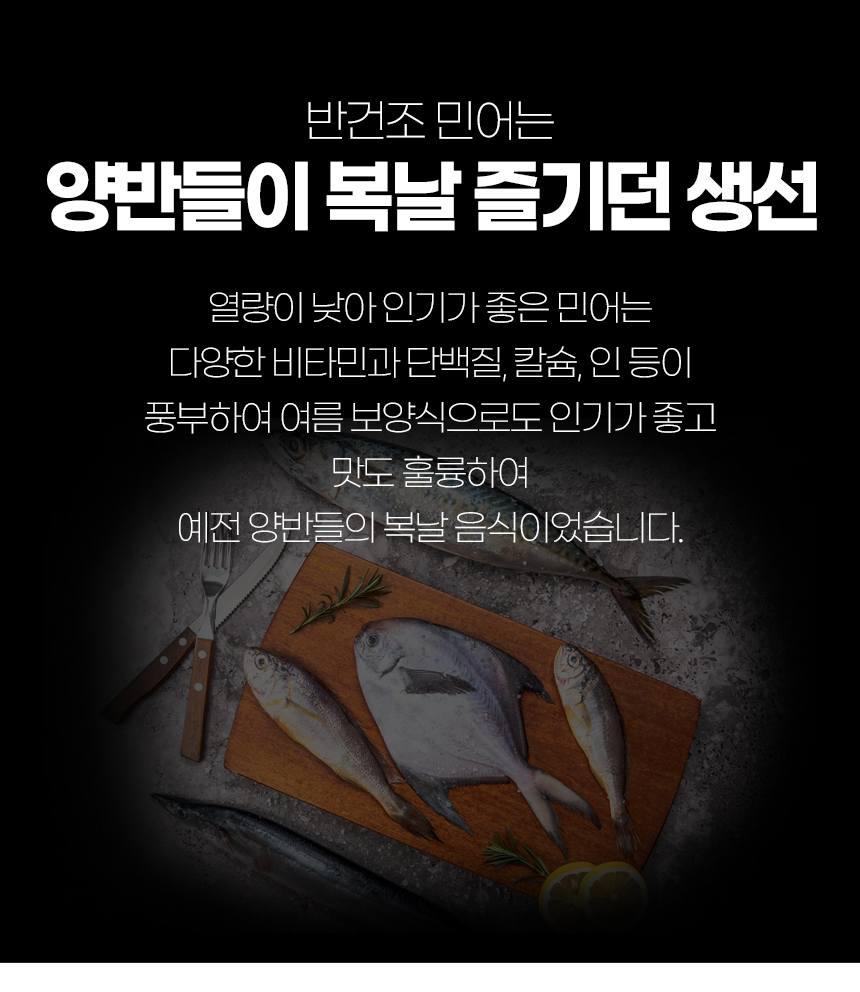 반건조 민어는
양반들이 복날 즐기던 생선
열량이 낮아 인기가 좋은 민어는
다양한 비타민과 단백질, 칼슘, 인 등이
풍부하여 여름 보양식으로도 인기가 좋고
맛도 훌륭하여
예전 양반들의 복날 음식이었습니다.